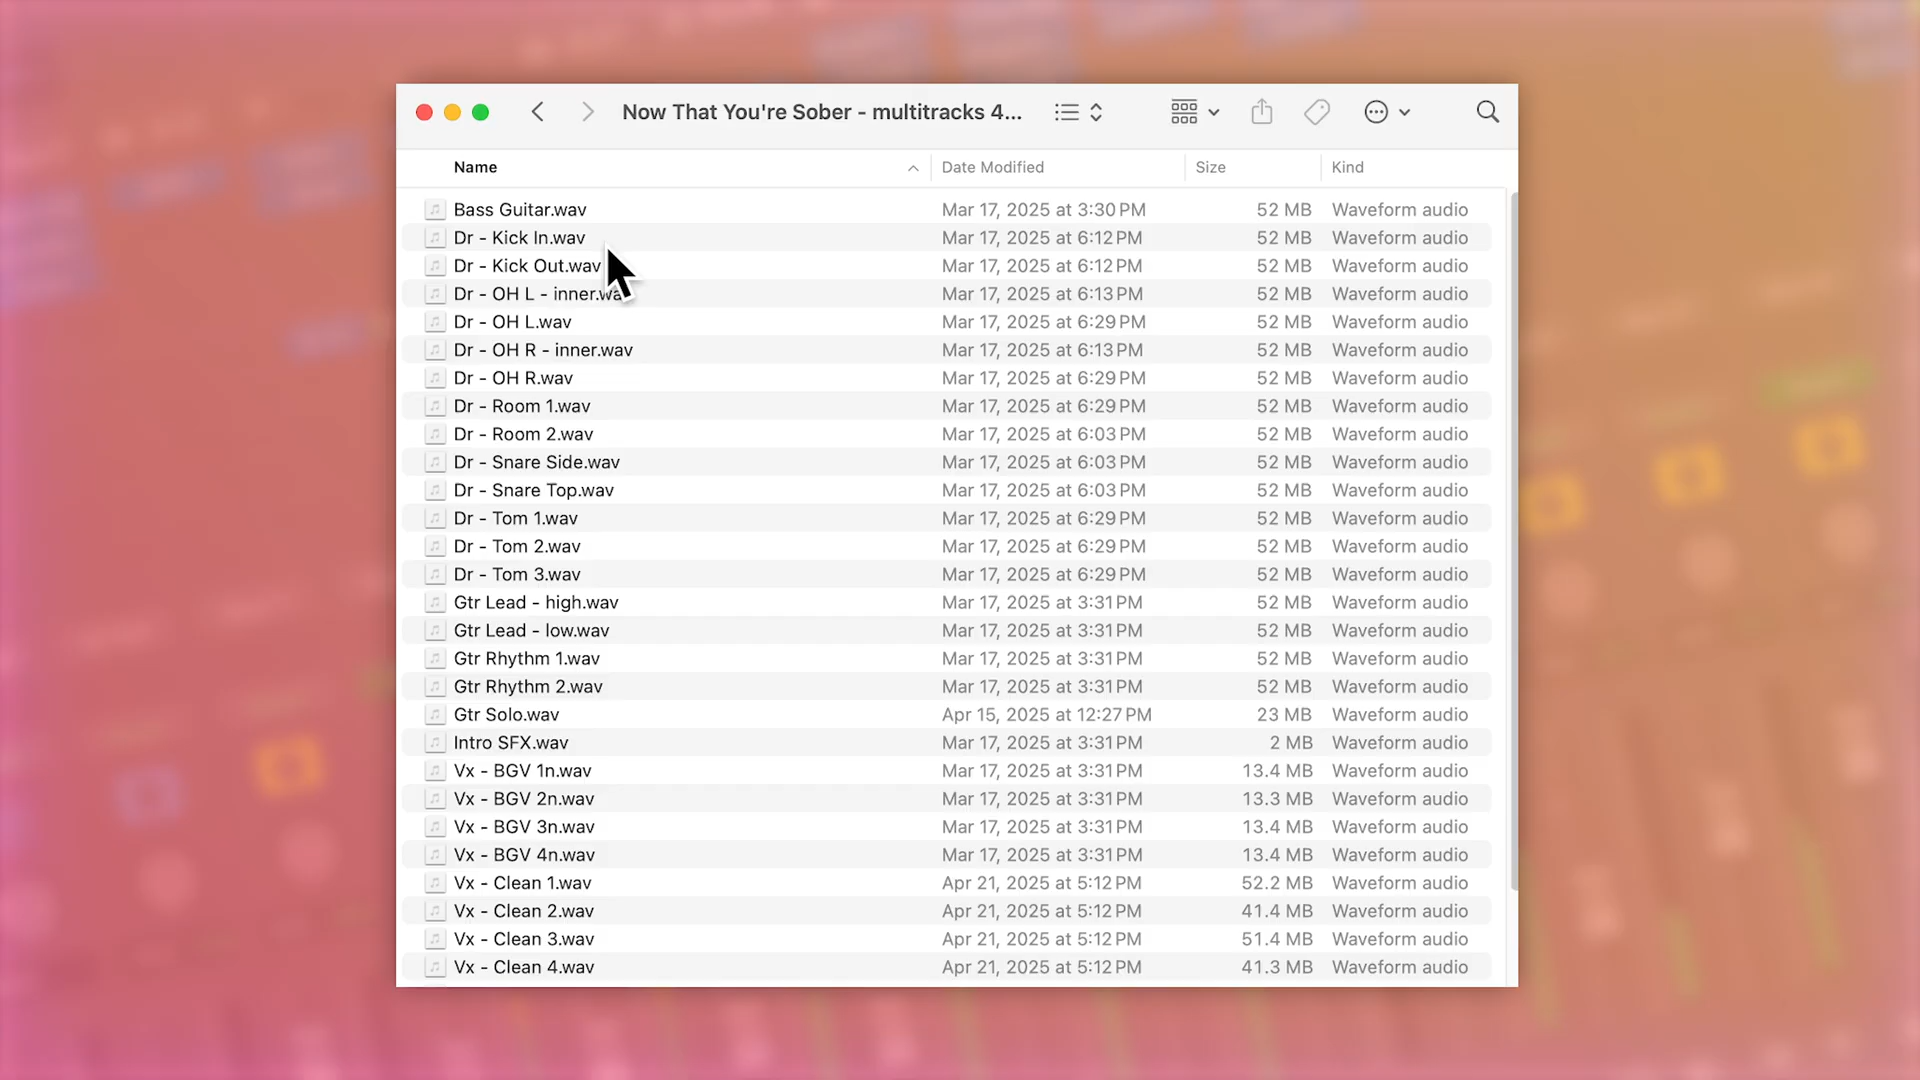 Now That You're Sober - multitracks 4...
Name Date Modified Size Kind
Bass Guitar.wav Mar 17, 2025 at 3:30 PM 52 MB Waveform audio
Dr - Kick In.wav Mar 17, 2025 at 6:12 PM 52 MB Waveform audio
Dr - Kick Out.wav Mar 17, 2025 at 6:12 PM 52 MB Waveform audio
Dr - OH L - inner.wav Mar 17, 2025 at 6:13 PM 52 MB Waveform audio
Dr - OH L.wav Mar 17, 2025 at 6:29 PM 52 MB Waveform audio
Dr - OH R - inner.wav Mar 17, 2025 at 6:13 PM 52 MB Waveform audio
Dr - OH R.wav Mar 17, 2025 at 6:29 PM 52 MB Waveform audio
Dr - Room 1.wav Mar 17, 2025 at 6:29 PM 52 MB Waveform audio
Dr - Room 2.wav Mar 17, 2025 at 6:03 PM 52 MB Waveform audio
Dr - Snare Side.wav Mar 17, 2025 at 6:03 PM 52 MB Waveform audio
Dr - Snare Top.wav Mar 17, 2025 at 6:03 PM 52 MB Waveform audio
Dr - Tom 1.wav Mar 17, 2025 at 6:29 PM 52 MB Waveform audio
Dr - Tom 2.wav Mar 17, 2025 at 6:29 PM 52 MB Waveform audio
Dr - Tom 3.wav Mar 17, 2025 at 6:29 PM 52 MB Waveform audio
Gtr Lead - high.wav Mar 17, 2025 at 3:31 PM 52 MB Waveform audio
Gtr Lead - low.wav Mar 17, 2025 at 3:31 PM 52 MB Waveform audio
Gtr Rhythm 1.wav Mar 17, 2025 at 3:31 PM 52 MB Waveform audio
Gtr Rhythm 2.wav Mar 17, 2025 at 3:31 PM 52 MB Waveform audio
Gtr Solo.wav Apr 15, 2025 at 12:27 PM 23 MB Waveform audio
Intro SFX.wav Mar 17, 2025 at 3:31 PM 2 MB Waveform audio
Vx - BGV 1n.wav Mar 17, 2025 at 3:31 PM 13.4 MB Waveform audio
Vx - BGV 2n.wav Mar 17, 2025 at 3:31 PM 13.3 MB Waveform audio
Vx - BGV 3n.wav Mar 17, 2025 at 3:31 PM 13.4 MB Waveform audio
Vx - BGV 4n.wav Mar 17, 2025 at 3:31 PM 13.4 MB Waveform audio
Vx - Clean 1.wav Apr 21, 2025 at 5:12 PM 52.2 MB Waveform audio
Vx - Clean 2.wav Apr 21, 2025 at 5:12 PM 41.4 MB Waveform audio
Vx - Clean 3.wav Apr 21, 2025 at 5:12 PM 51.4 MB Waveform audio
Vx - Clean 4.wav Apr 21, 2025 at 5:12 PM 41.3 MB Waveform audio